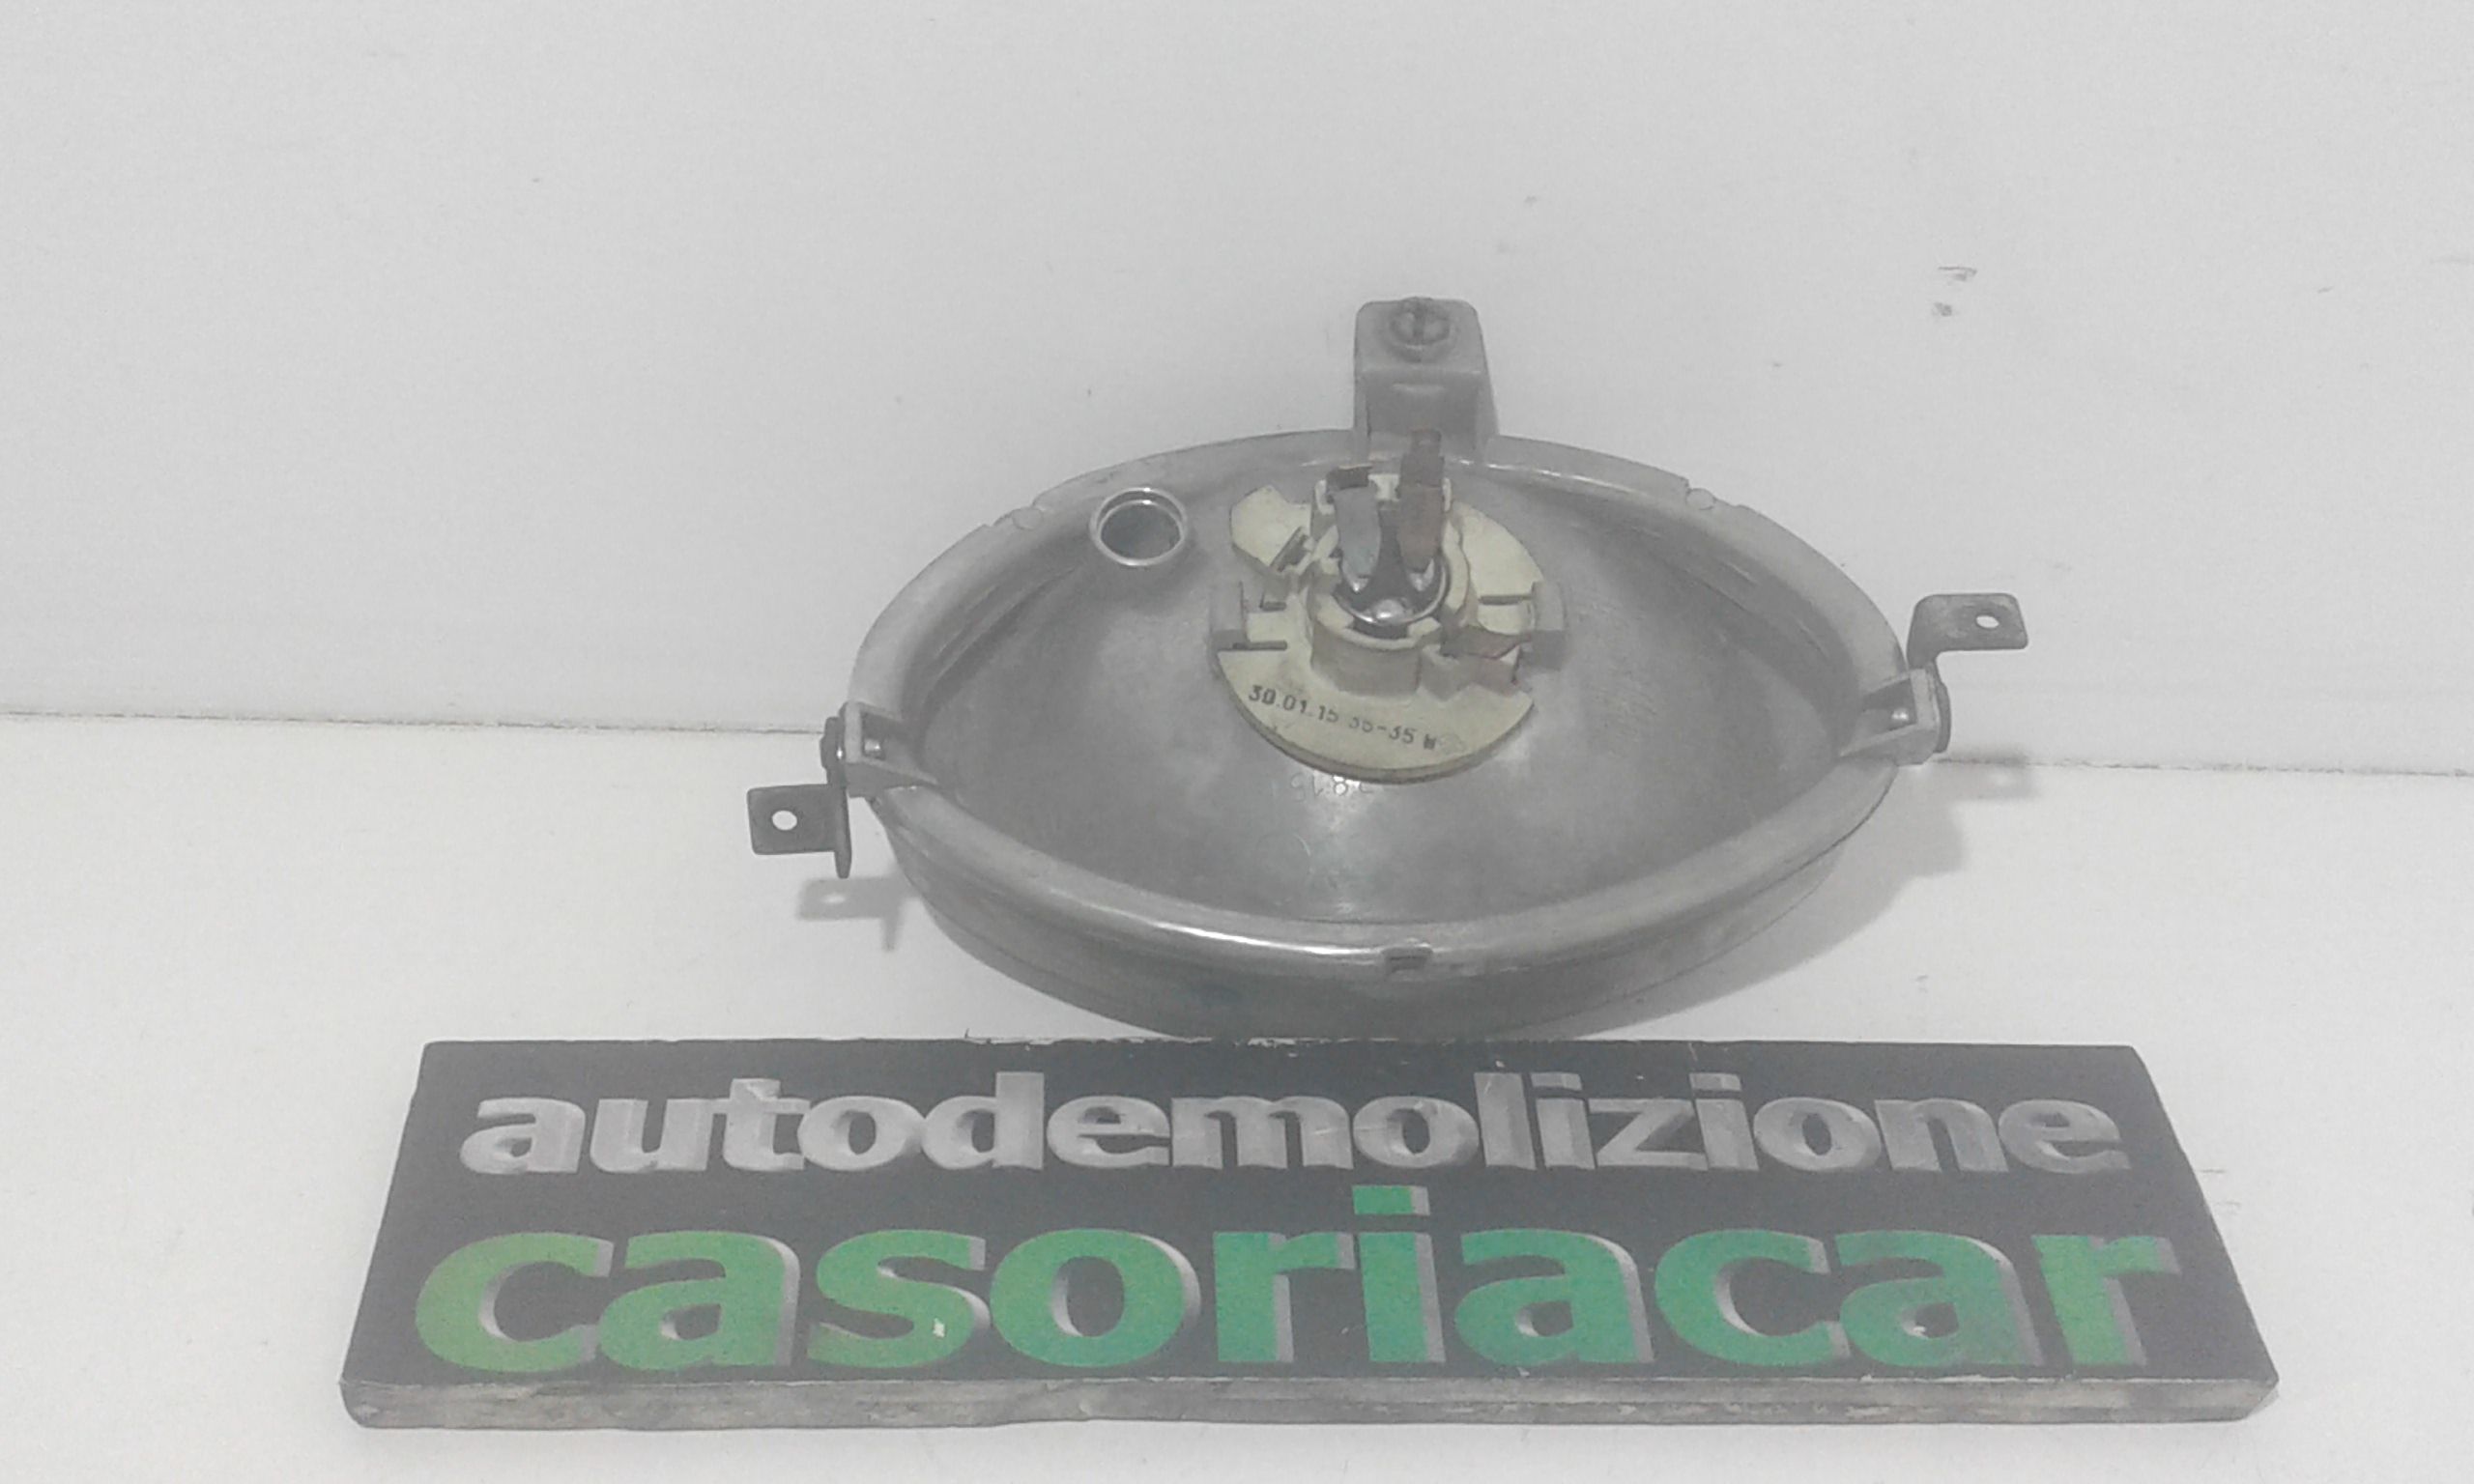 30.01.15 35-35 W
autodemolizione
casoriacar